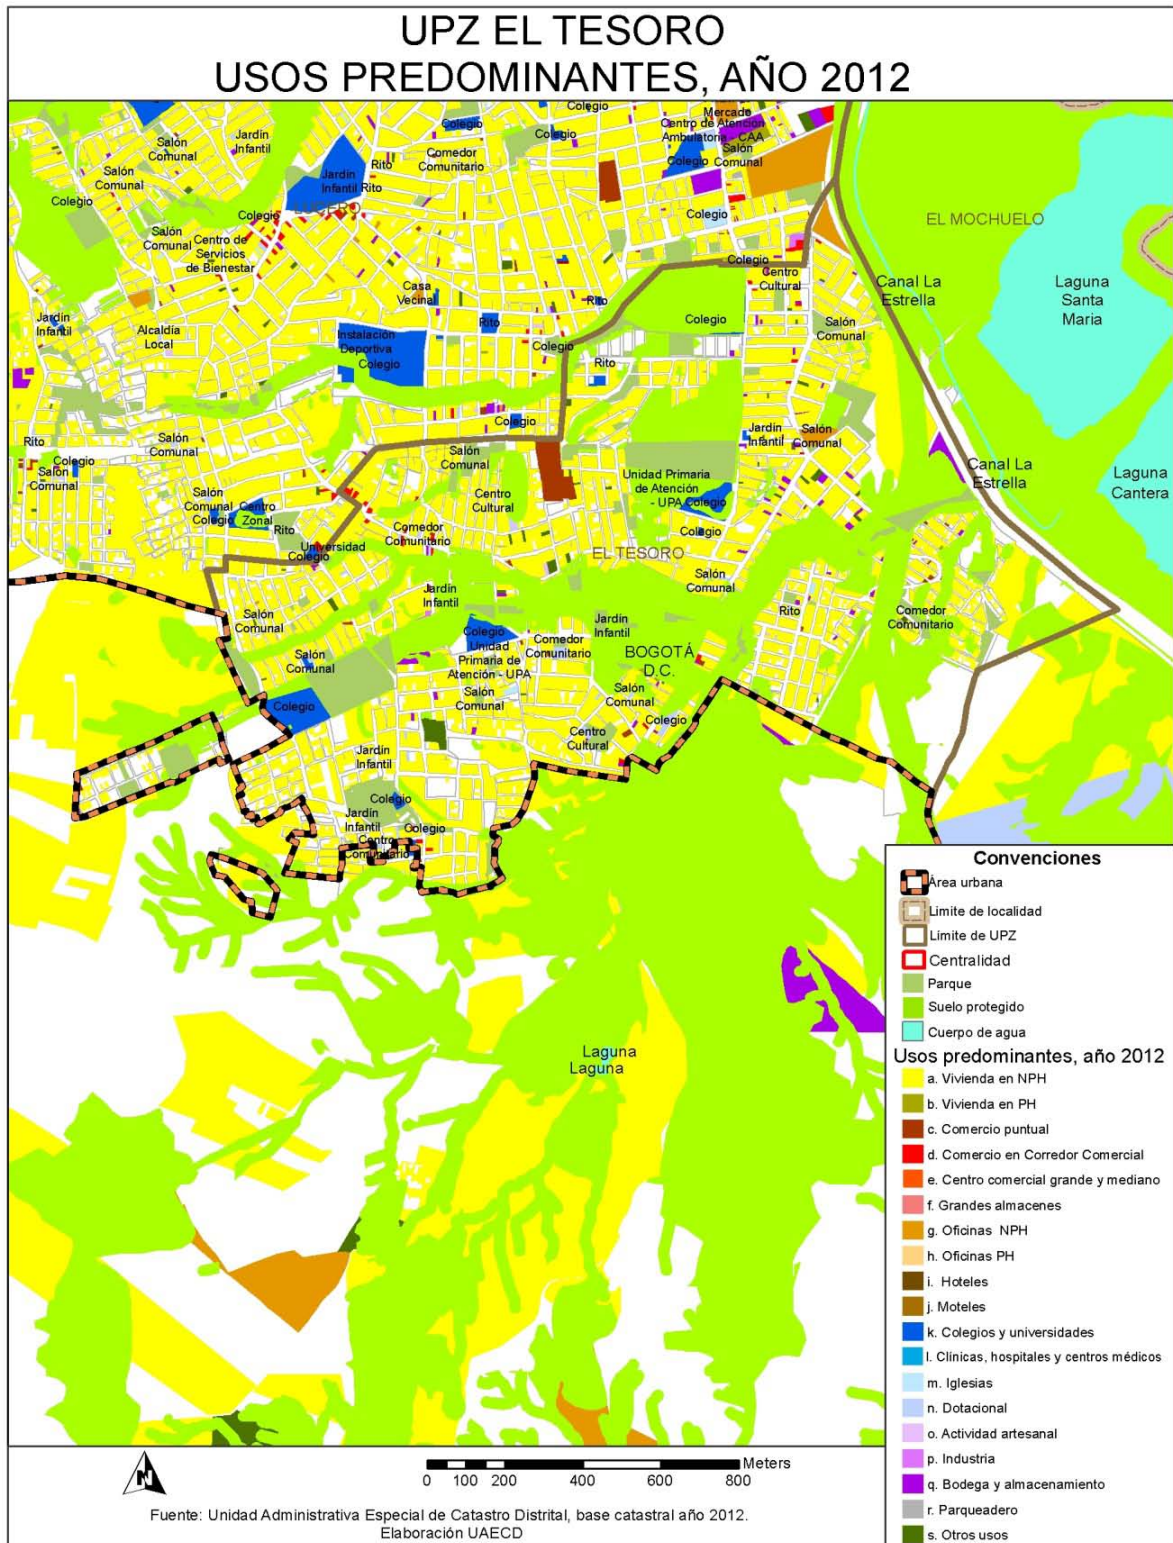 UPZ EL TESORO
USOS PREDOMINANTES, AÑO 2012
Colegio
Mercado
Centro de Atención
Ambulatoria - CAA
Colegio
Salón
Comunal
Colegio
Colegio
Comedor
Comunitario
Rito
Jardín
Infantil
Rito
Jardín
Infantil
Salón
Comunal
Salón
Comunal
Colegio
LUCERO
Colegio
Colegio
Salón
Comunal
Centro de
Servicios
de Bienestar
EL MOCHUELO
Colegio
Centro
Cultural
Canal La
Estrella
Laguna
Santa
Maria
Casa
Vecinal
Rito
Jardín
Infantil
Alcaldía
Local
Rito
Colegio
Salón
Comunal
Instalación
Deportiva
Colegio
Colegio
Rito
Colegio
Jardín
Infantil
Salón
Comunal
Rito
Colegio
Salón
Comunal
Salón
Comunal
Salón
Comunal
Unidad Primaria
de Atención
- UPA
Colegio
Canal La
Estrella
Laguna
Cantera
Salón
Comunal
Colegio
Centro
Zonal
Rito
Centro
Cultural
Colegio
Comedor
Comunitario
Universidad
Colegio
EL TESORO
Salón
Comunal
Jardín
Infantil
Salón
Comunal
Jardín
Infantil
Rito
Comedor
Comunitario
Colegio
Unidad
Primaria de
Atención - UPA
Comedor
Comunitario
BOGOTÁ
D.C.
Salón
Comunal
Salón
Comunal
Salón
Comunal
Colegio
Colegio
Centro
Cultural
Jardín
Infantil
Colegio
Jardín
Infantil
Colegio
Centro
Comunitario
Laguna
Laguna
Convenciones
Área urbana
Limite de localidad
Límite de UPZ
Centralidad
Parque
Suelo protegido
Cuerpo de agua
Usos predominantes, año 2012
a. Vivienda en NPH
b. Vivienda en PH
c. Comercio puntual
d. Comercio en Corredor Comercial
e. Centro comercial grande y mediano
f. Grandes almacenes
g. Oficinas NPH
h. Oficinas PH
i. Hoteles
j. Moteles
k. Colegios y universidades
l. Clínicas, hospitales y centros médicos
m. Iglesias
n. Dotacional
o. Actividad artesanal
p. Industria
q. Bodega y almacenamiento
r. Parqueadero
s. Otros usos
N
Meters
0 100 200 400 600 800
Fuente: Unidad Administrativa Especial de Catastro Distrital, base catastral año 2012.
Elaboración UAECD